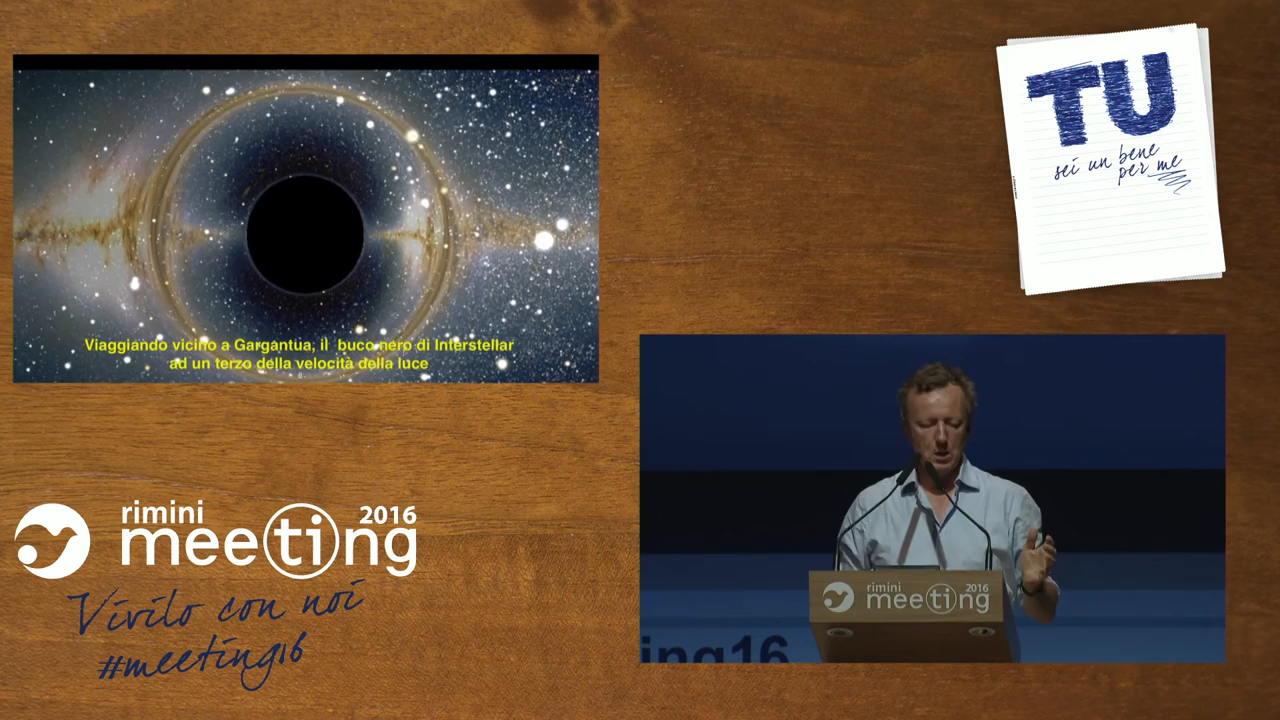 Viaggiando vicino a Gargantua, il buco nero di Interstellar
ad un terzo della velocità della luce
TU
sei un bene
per me
rimini
meeting
2016
Vivilo con noi
#meeting16
rimini
meeting
2016
ing16